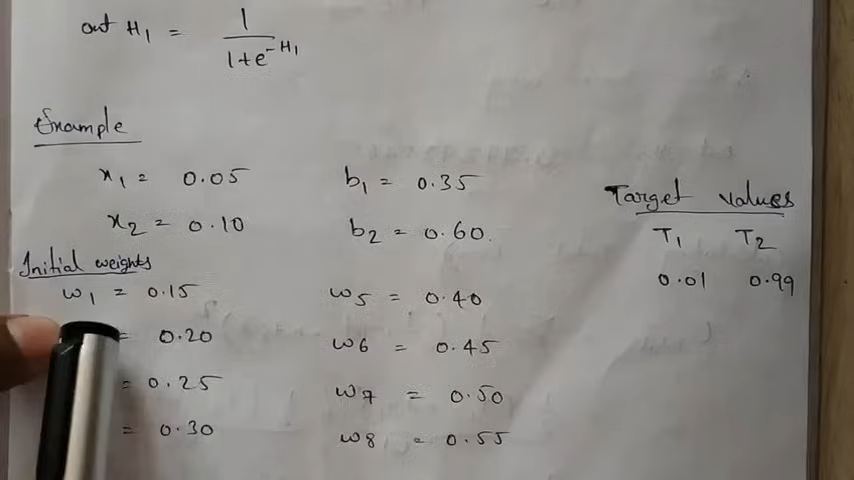 out H1 = 1 / 1+e^-H1
Example
x1 = 0.05 b1 = 0.35
x2 = 0.10 b2 = 0.60.
Target values
T1 T2
0.01 0.99
Initial weights
w1 = 0.15 w5 = 0.40
= 0.20 w6 = 0.45
= 0.25 w7 = 0.50
= 0.30 w8 = 0.55